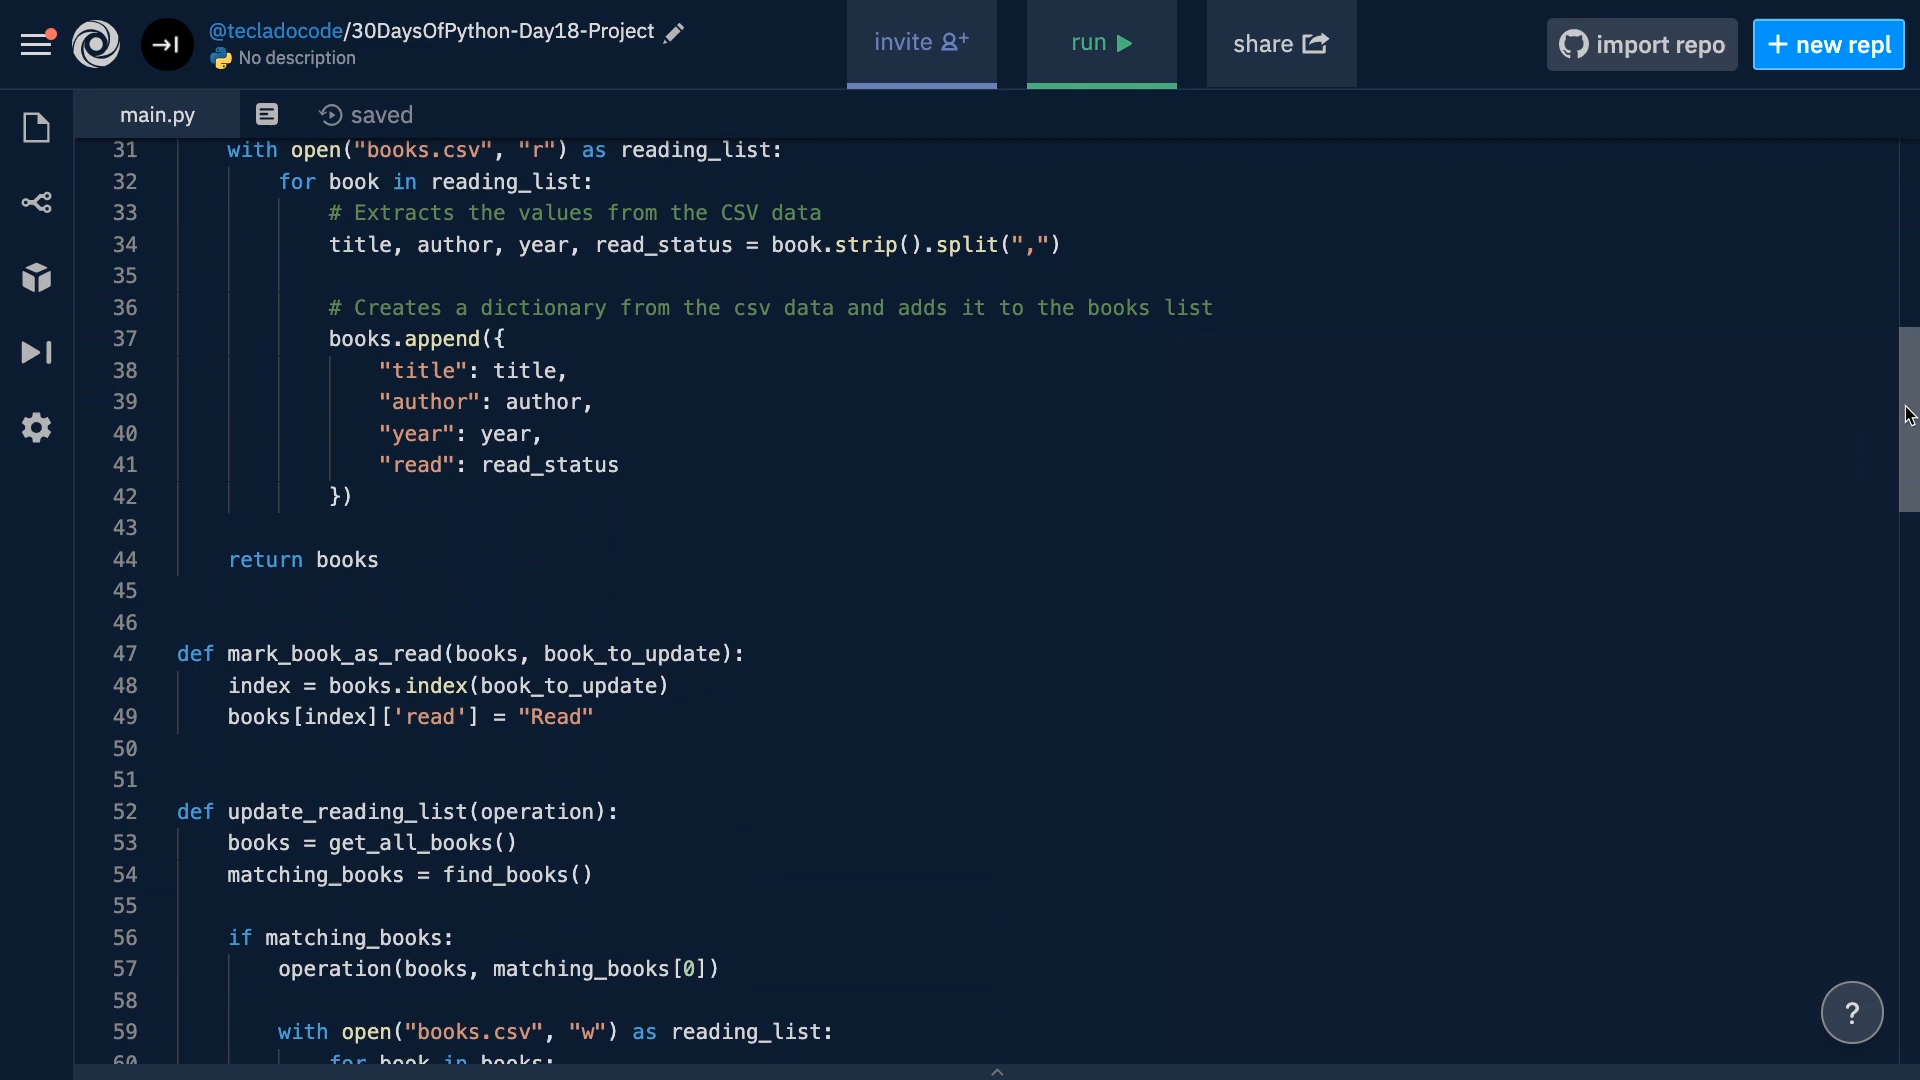 @tecladocode/30DaysOfPython-Day18-Project
No description
invite
run
share
import repo
+ new repl
main.py
saved
31 with open("books.csv", "r") as reading_list:
32 for book in reading_list:
33 # Extracts the values from the CSV data
34 title, author, year, read_status = book.strip().split(",")
35
36 # Creates a dictionary from the csv data and adds it to the books list
37 books.append({
38 "title": title,
39 "author": author,
40 "year": year,
41 "read": read_status
42 })
43
44 return books
45
46
47 def mark_book_as_read(books, book_to_update):
48 index = books.index(book_to_update)
49 books[index]['read'] = "Read"
50
51
52 def update_reading_list(operation):
53 books = get_all_books()
54 matching_books = find_books()
55
56 if matching_books:
57 operation(books, matching_books[0])
58
59 with open("books.csv", "w") as reading_list:
60 for book in books:
?